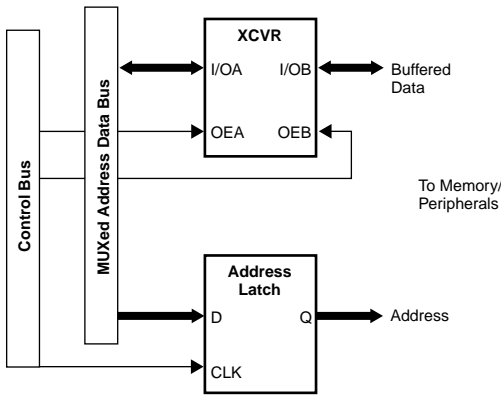 XCVR
I/OA I/OB
Buffered
Data
OEA OEB
Control Bus
MUXed Address Data Bus
To Memory/
Peripherals
Address
Latch
D Q
Address
CLK